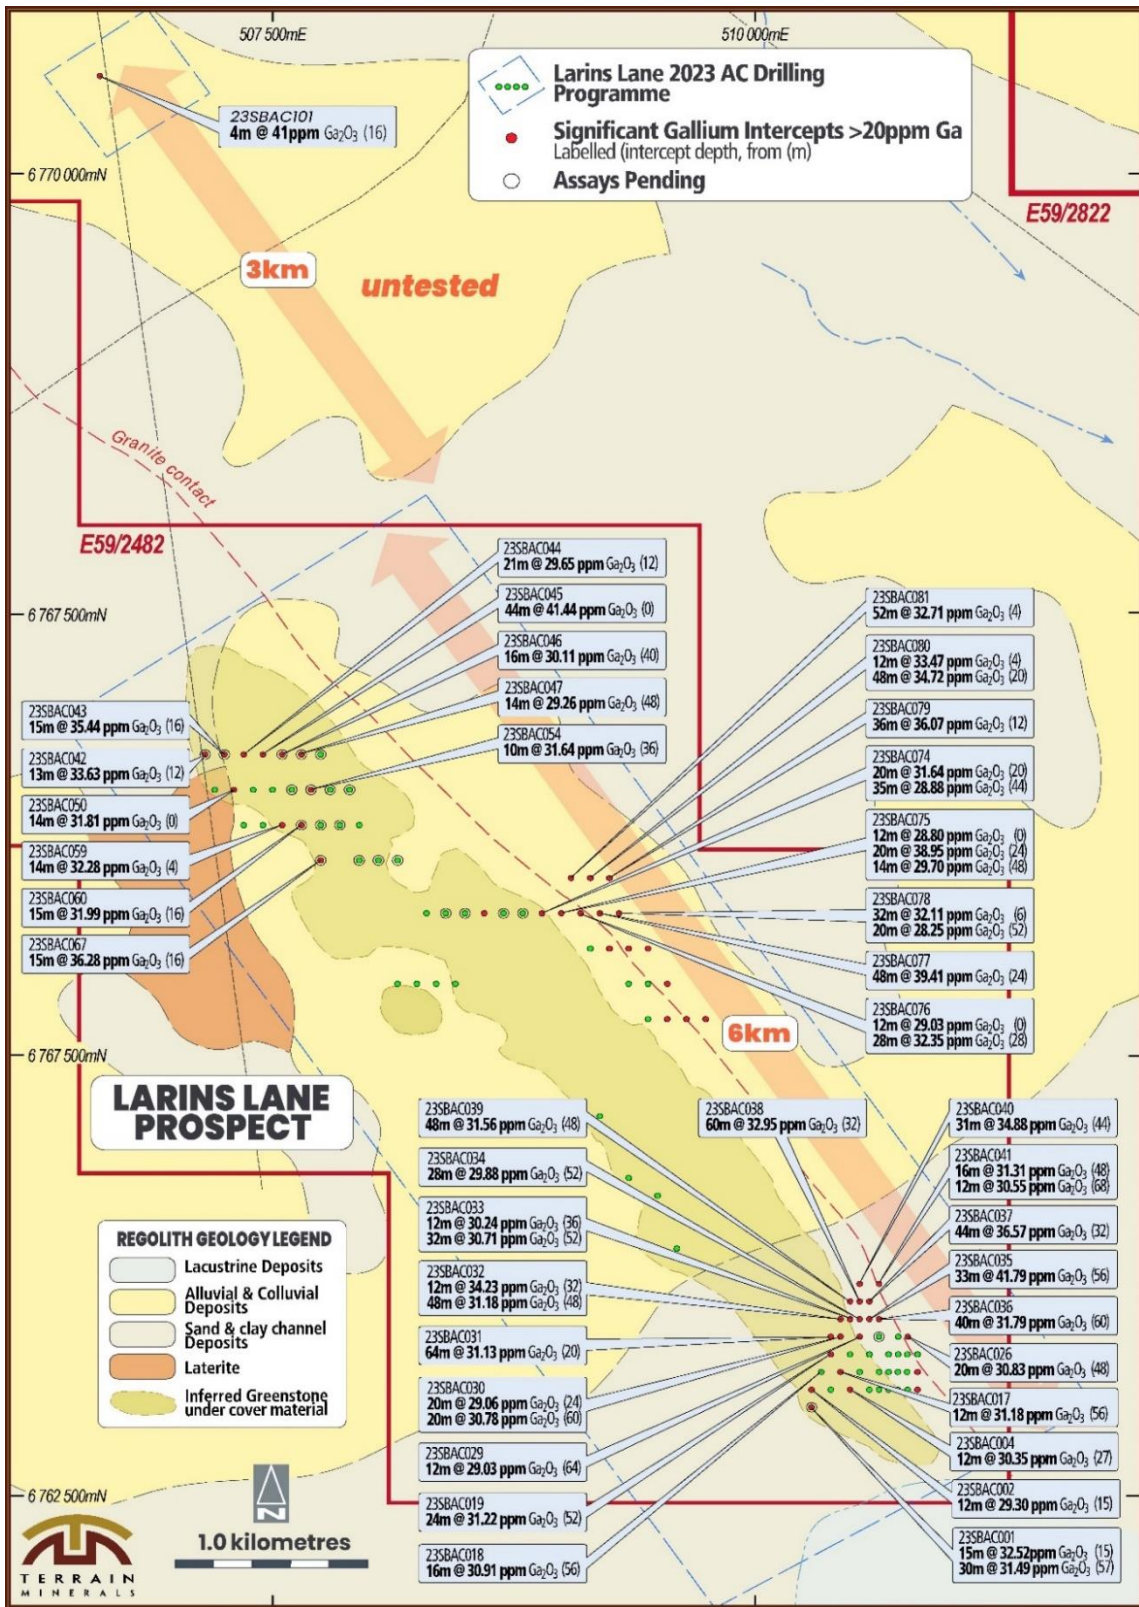 507 500mE
510 000mE
Larins Lane 2023 AC Drilling
Programme
Significant Gallium Intercepts >20ppm Ga
Labelled (intercept depth, from (m)
Assays Pending
23SBAC101
4m @ 41ppm Ga₂O₃ (16)
6 770 000mN
E59/2822
3km
untested
Granite contact
E59/2482
23SBAC044
21m @ 29.65 ppm Ga₂O₃ (12)
23SBAC045
44m @ 41.44 ppm Ga₂O₃ (0)
23SBAC046
16m @ 30.11 ppm Ga₂O₃ (40)
23SBAC047
14m @ 29.26 ppm Ga₂O₃ (48)
23SBAC054
10m @ 31.64 ppm Ga₂O₃ (36)
6 767 500mN
23SBAC081
52m @ 32.71 ppm Ga₂O₃ (4)
23SBAC080
12m @ 33.47 ppm Ga₂O₃ (4)
48m @ 34.72 ppm Ga₂O₃ (20)
23SBAC079
36m @ 36.07 ppm Ga₂O₃ (12)
23SBAC074
20m @ 31.64 ppm Ga₂O₃ (20)
35m @ 28.88 ppm Ga₂O₃ (44)
23SBAC075
12m @ 28.80 ppm Ga₂O₃ (0)
20m @ 38.95 ppm Ga₂O₃ (24)
14m @ 29.70 ppm Ga₂O₃ (48)
23SBAC078
32m @ 32.11 ppm Ga₂O₃ (6)
20m @ 28.25 ppm Ga₂O₃ (52)
23SBAC077
48m @ 39.41 ppm Ga₂O₃ (24)
23SBAC076
12m @ 29.03 ppm Ga₂O₃ (0)
28m @ 32.35 ppm Ga₂O₃ (28)
23SBAC043
15m @ 35.44 ppm Ga₂O₃ (16)
23SBAC042
13m @ 33.63 ppm Ga₂O₃ (12)
23SBAC050
14m @ 31.81 ppm Ga₂O₃ (0)
23SBAC059
14m @ 32.28 ppm Ga₂O₃ (4)
23SBAC060
15m @ 31.99 ppm Ga₂O₃ (16)
23SBAC067
15m @ 36.28 ppm Ga₂O₃ (16)
6km
6 767 500mN
LARINS LANE
PROSPECT
23SBAC039
48m @ 31.56 ppm Ga₂O₃ (48)
23SBAC034
28m @ 29.88 ppm Ga₂O₃ (52)
23SBAC033
12m @ 30.24 ppm Ga₂O₃ (36)
32m @ 30.71 ppm Ga₂O₃ (52)
23SBAC032
12m @ 34.23 ppm Ga₂O₃ (32)
48m @ 31.18 ppm Ga₂O₃ (48)
23SBAC031
64m @ 31.13 ppm Ga₂O₃ (20)
23SBAC030
20m @ 29.06 ppm Ga₂O₃ (24)
20m @ 30.78 ppm Ga₂O₃ (60)
23SBAC029
12m @ 29.03 ppm Ga₂O₃ (64)
23SBAC019
24m @ 31.22 ppm Ga₂O₃ (52)
23SBAC018
16m @ 30.91 ppm Ga₂O₃ (56)
23SBAC038
60m @ 32.95 ppm Ga₂O₃ (32)
23SBAC040
31m @ 34.88 ppm Ga₂O₃ (44)
23SBAC041
16m @ 31.31 ppm Ga₂O₃ (48)
12m @ 30.55 ppm Ga₂O₃ (68)
23SBAC037
44m @ 36.57 ppm Ga₂O₃ (32)
23SBAC035
33m @ 41.79 ppm Ga₂O₃ (56)
23SBAC036
40m @ 31.79 ppm Ga₂O₃ (60)
23SBAC026
20m @ 30.83 ppm Ga₂O₃ (48)
23SBAC017
12m @ 31.18 ppm Ga₂O₃ (56)
23SBAC004
12m @ 30.35 ppm Ga₂O₃ (27)
23SBAC002
12m @ 29.30 ppm Ga₂O₃ (15)
23SBAC001
15m @ 32.52ppm Ga₂O₃ (15)
30m @ 31.49 ppm Ga₂O₃ (57)
REGOLITH GEOLOGY LEGEND
Lacustrine Deposits
Alluvial & Colluvial
Deposits
Sand & clay channel
Deposits
Laterite
Inferred Greenstone
under cover material
6 762 500mN
N
1.0 kilometres
TERRAIN
MINERALS